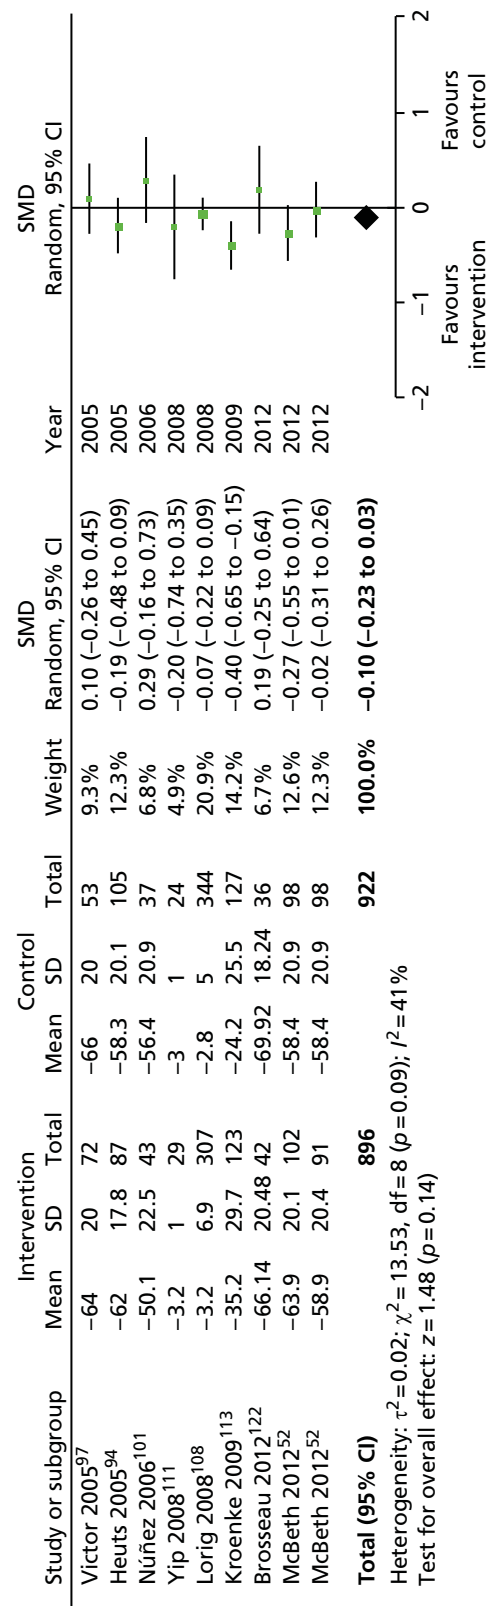 Intervention Control SMD SMD
Study or subgroup Mean SD Total Mean SD Total Weight Random, 95% CI Year Random, 95% CI
Victor 2005⁹⁷ −64 20 72 −66 20 53 9.3% 0.10 (−0.26 to 0.45) 2005
Heuts 2005⁹⁴ −62 17.8 87 −58.3 20.1 105 12.3% −0.19 (−0.48 to 0.09) 2005
Núñez 2006¹⁰¹ −50.1 22.5 43 −56.4 20.9 37 6.8% 0.29 (−0.16 to 0.73) 2006
Yip 2008¹¹¹ −3.2 1 29 −3 1 24 4.9% −0.20 (−0.74 to 0.35) 2008
Lorig 2008¹⁰⁸ −3.2 6.9 307 −2.8 5 344 20.9% −0.07 (−0.22 to 0.09) 2008
Kroenke 2009¹¹³ −35.2 29.7 123 −24.2 25.5 127 14.2% −0.40 (−0.65 to −0.15) 2009
Brosseau 2012¹²² −66.14 20.48 42 −69.92 18.24 36 6.7% 0.19 (−0.25 to 0.64) 2012
McBeth 2012⁵² −63.9 20.1 102 −58.4 20.9 98 12.6% −0.27 (−0.55 to 0.01) 2012
McBeth 2012⁵² −58.9 20.4 91 −58.4 20.9 98 12.3% −0.02 (−0.31 to 0.26) 2012
Total (95% CI) 896 922 100.0% −0.10 (−0.23 to 0.03)
Heterogeneity: τ²=0.02; χ²=13.53, df=8 (p=0.09); I²=41%
Test for overall effect: z=1.48 (p=0.14)
−2 −1 0 1 2
Favours Favours
intervention control